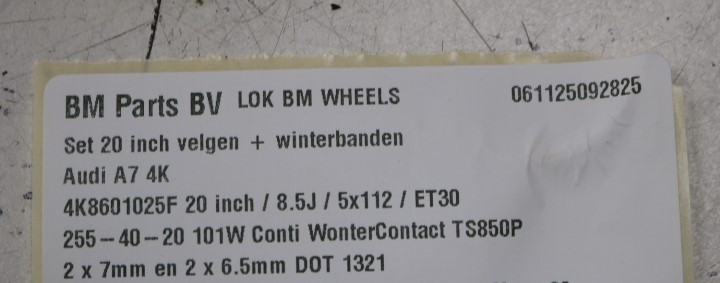 BM Parts BV LOK BM WHEELS 061125092825
Set 20 inch velgen + winterbanden
Audi A7 4K
4K8601025F 20 inch / 8.5J / 5x112 / ET30
255-40-20 101W Conti WonterContact TS850P
2 x 7mm en 2 x 6.5mm DOT 1321